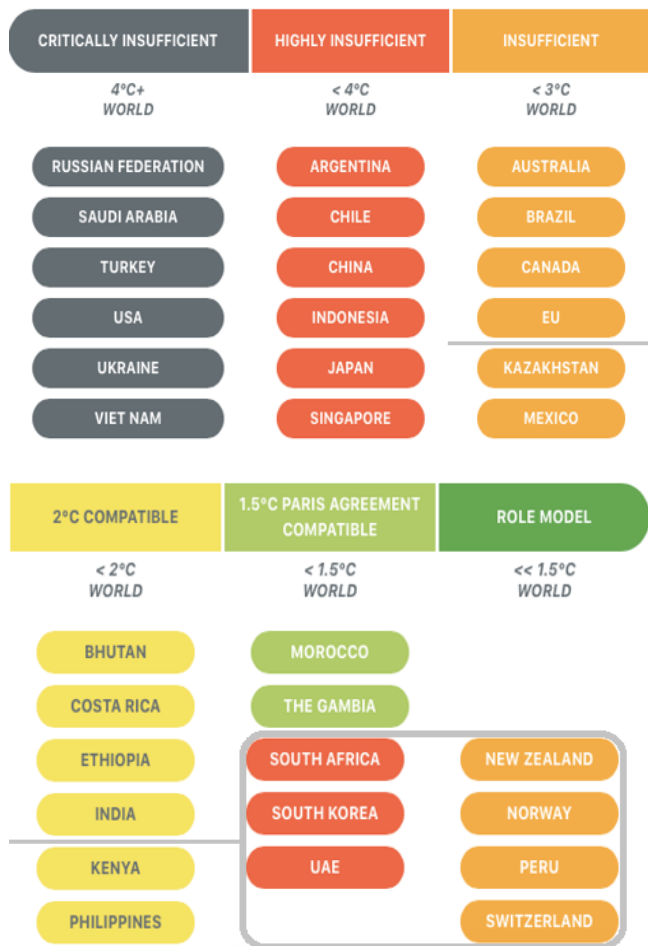 CRITICALLY INSUFFICIENT
HIGHLY INSUFFICIENT
INSUFFICIENT
4°C+
WORLD
< 4°C
WORLD
< 3°C
WORLD
RUSSIAN FEDERATION
ARGENTINA
AUSTRALIA
SAUDI ARABIA
CHILE
BRAZIL
TURKEY
CHINA
CANADA
USA
INDONESIA
EU
UKRAINE
JAPAN
KAZAKHSTAN
VIET NAM
SINGAPORE
MEXICO
2°C COMPATIBLE
1.5°C PARIS AGREEMENT
COMPATIBLE
ROLE MODEL
< 2°C
WORLD
< 1.5°C
WORLD
<< 1.5°C
WORLD
BHUTAN
MOROCCO
COSTA RICA
THE GAMBIA
ETHIOPIA
SOUTH AFRICA
NEW ZEALAND
INDIA
SOUTH KOREA
NORWAY
KENYA
UAE
PERU
PHILIPPINES
SWITZERLAND